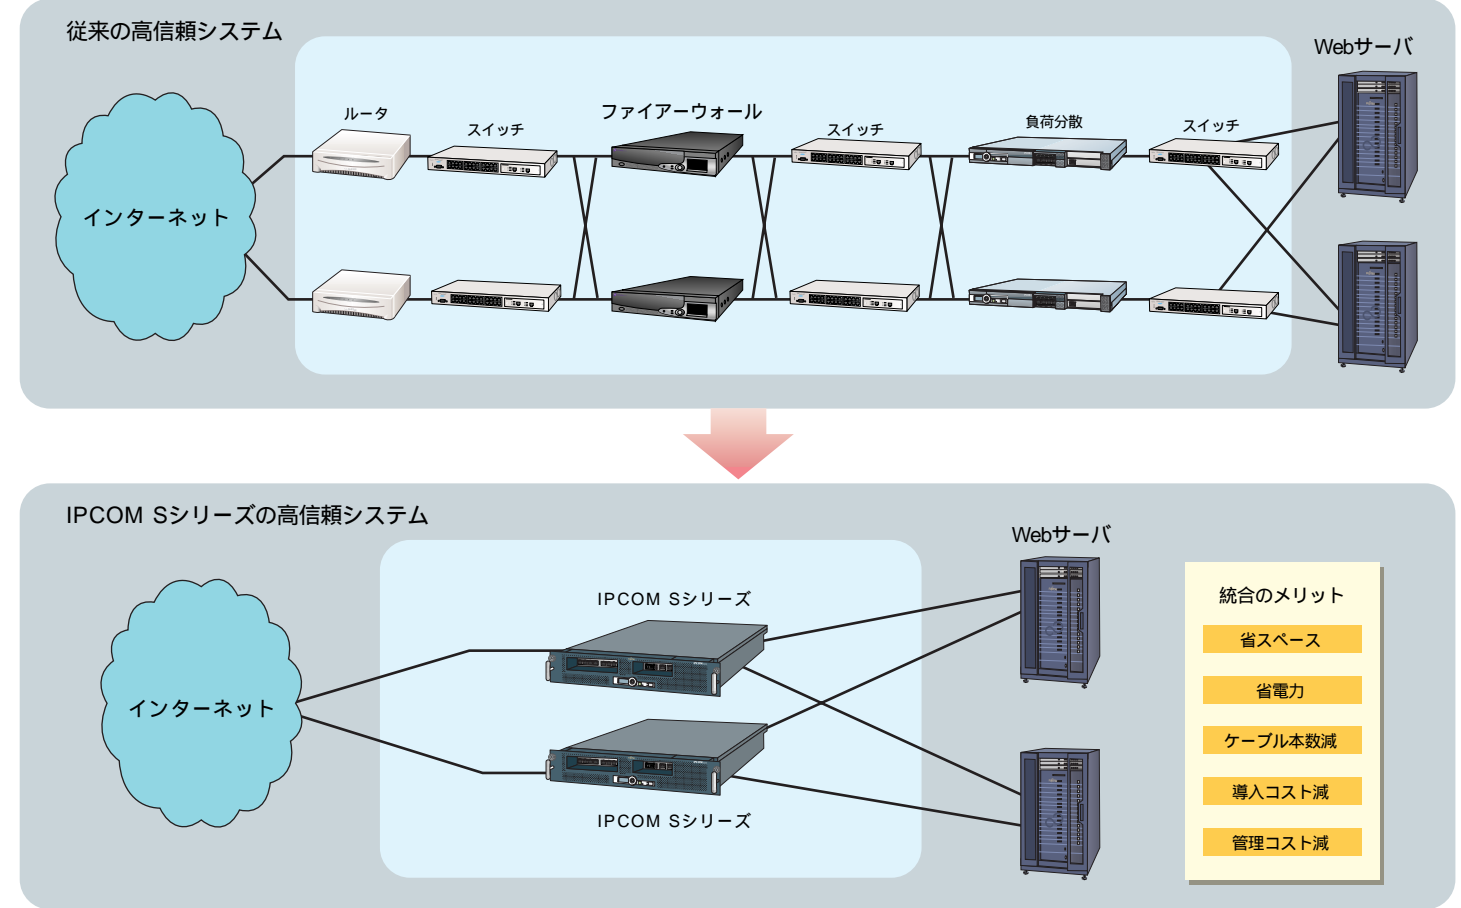 従来の高信頼システム
Webサーバ
ルータ
スイッチ
ファイアーウォール
スイッチ
負荷分散
スイッチ
インターネット
IPCOM Sシリーズの高信頼システム
Webサーバ
IPCOM Sシリーズ
インターネット
IPCOM Sシリーズ
統合のメリット
省スペース
省電力
ケーブル本数減
導入コスト減
管理コスト減